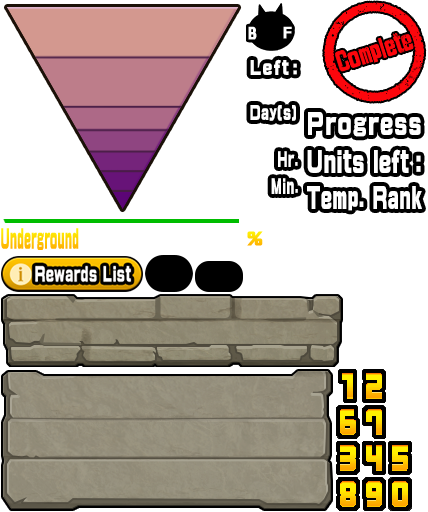 B F
Complete
Left:
Day(s)
Progress
Hr.
Units left:
Min.
Temp. Rank
Underground
%
i Rewards List
1 2
6 7
3 4 5
8 9 0